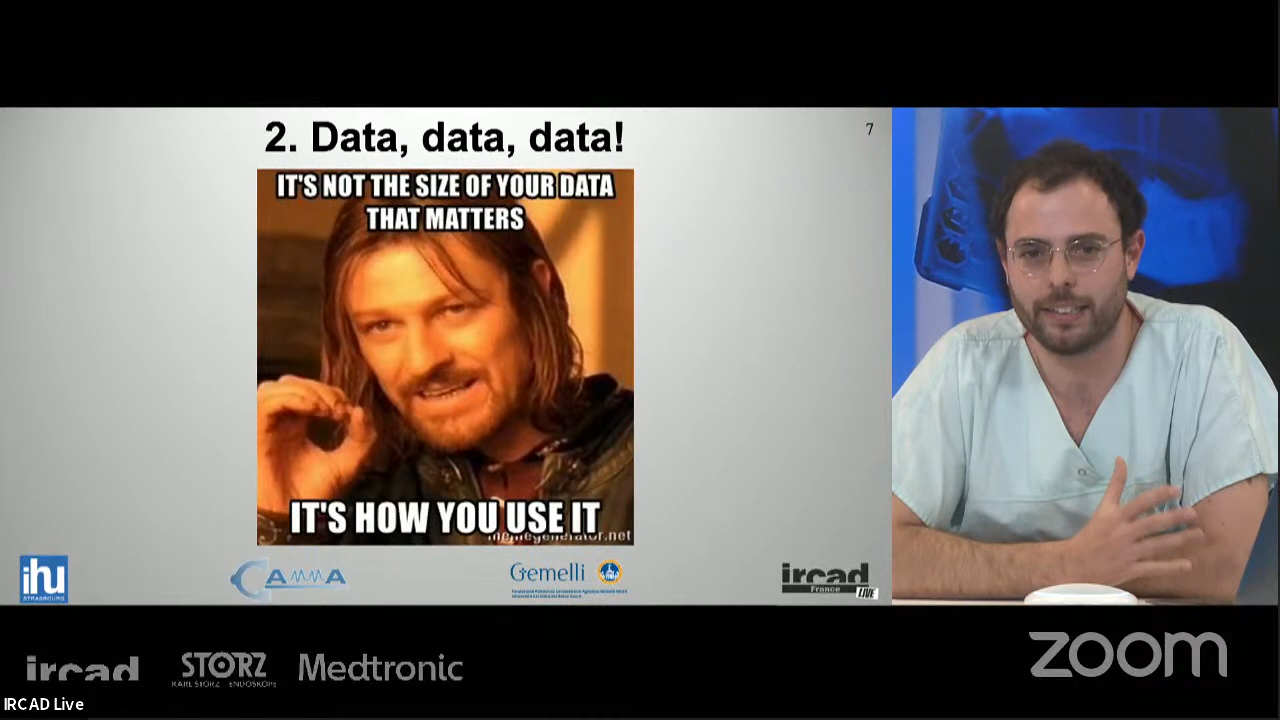 2. Data, data, data!
7
IT'S NOT THE SIZE OF YOUR DATA
THAT MATTERS
IT'S HOW YOU USE IT
memegenerator.net
ihu
STRASBOURG
CAMMA
Gemelli
ircad
France
LIVE
ircad
STORZ
KARL STORZ - ENDOSKOPE
Medtronic
zoom
IRCAD Live